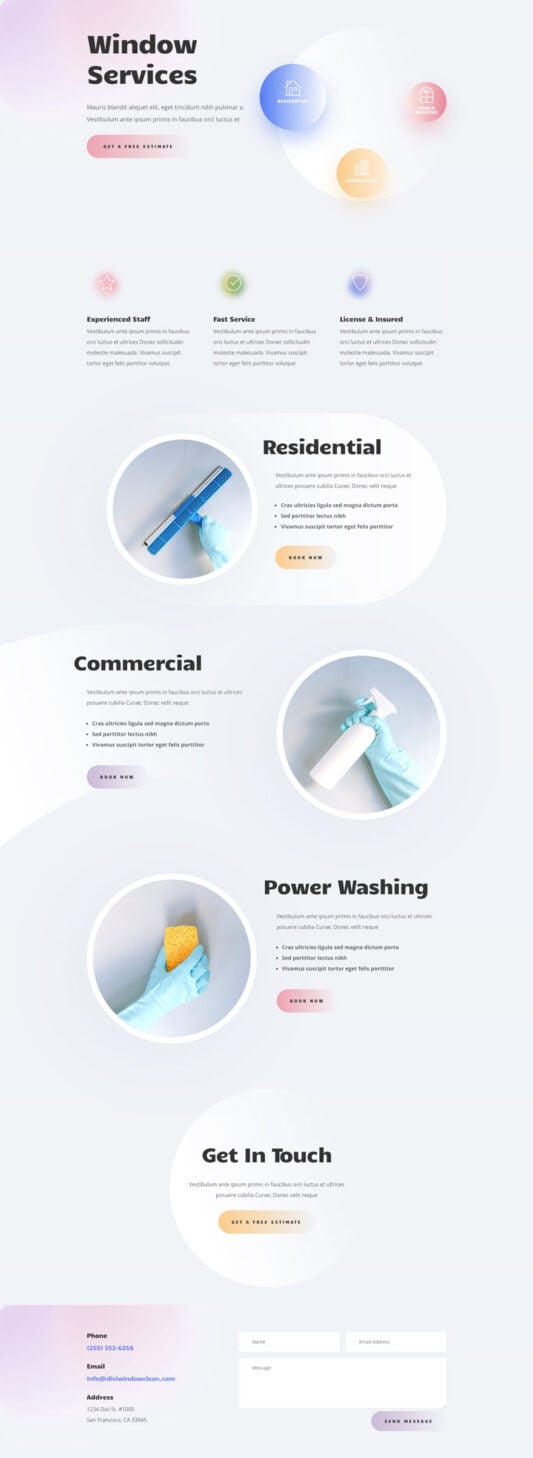 Window
Services
Mauris blandit aliquet elit, eget tincidunt nibh pulvinar a.
Vestibulum ante ipsum primis in faucibus orci luctus et
GET A FREE ESTIMATE
RESIDENTIAL
POWER
WASHING
COMMERCIAL
Experienced Staff
Vestibulum ante ipsum primis in faucibus
orci luctus et ultrices Donec sollicitudin
molestie malesuada. Vivamus suscipit
tortor eget felis porttitor volutpat.
Fast Service
Vestibulum ante ipsum primis in faucibus
orci luctus et ultrices Donec sollicitudin
molestie malesuada. Vivamus suscipit
tortor eget felis porttitor volutpat
License & Insured
Vestibulum ante ipsum primis in faucibus
orci luctus et ultrices Donec sollicitudin
molestie malesuada. Vivamus suscipit
tortor eget felis porttitor volutpat
Residential
Vestibulum ante ipsum primis in faucibus orci luctus et
ultrices posuere cubilia Curae; Donec velit neque
• Cras ultricies ligula sed magna dictum porta
• Sed porttitor lectus nibh
• Vivamus suscipit tortor eget felis porttitor
BOOK NOW
Commercial
Vestibulum ante ipsum primis in faucibus orci luctus et ultrices
posuere cubilia Curae; Donec velit neque
• Cras ultricies ligula sed magna dictum porta
• Sed porttitor lectus nibh
• Vivamus suscipit tortor eget felis porttitor
BOOK NOW
Power Washing
Vestibulum ante ipsum primis in faucibus orci luctus et ultrices
posuere cubilia Curae; Donec velit neque
• Cras ultricies ligula sed magna dictum porta
• Sed porttitor lectus nibh
• Vivamus suscipit tortor eget felis porttitor
BOOK NOW
Get In Touch
Vestibulum ante ipsum primis in faucibus orci luctus et ultrices
posuere cubilia Curae; Donec velit neque
GET A FREE ESTIMATE
Phone
(255) 352-6258
Email
Info@diviwindowclean.com
Address
1234 Divi St. #1000
San Francisco, CA 33945
Name
Email Address
Message
SEND MESSAGE